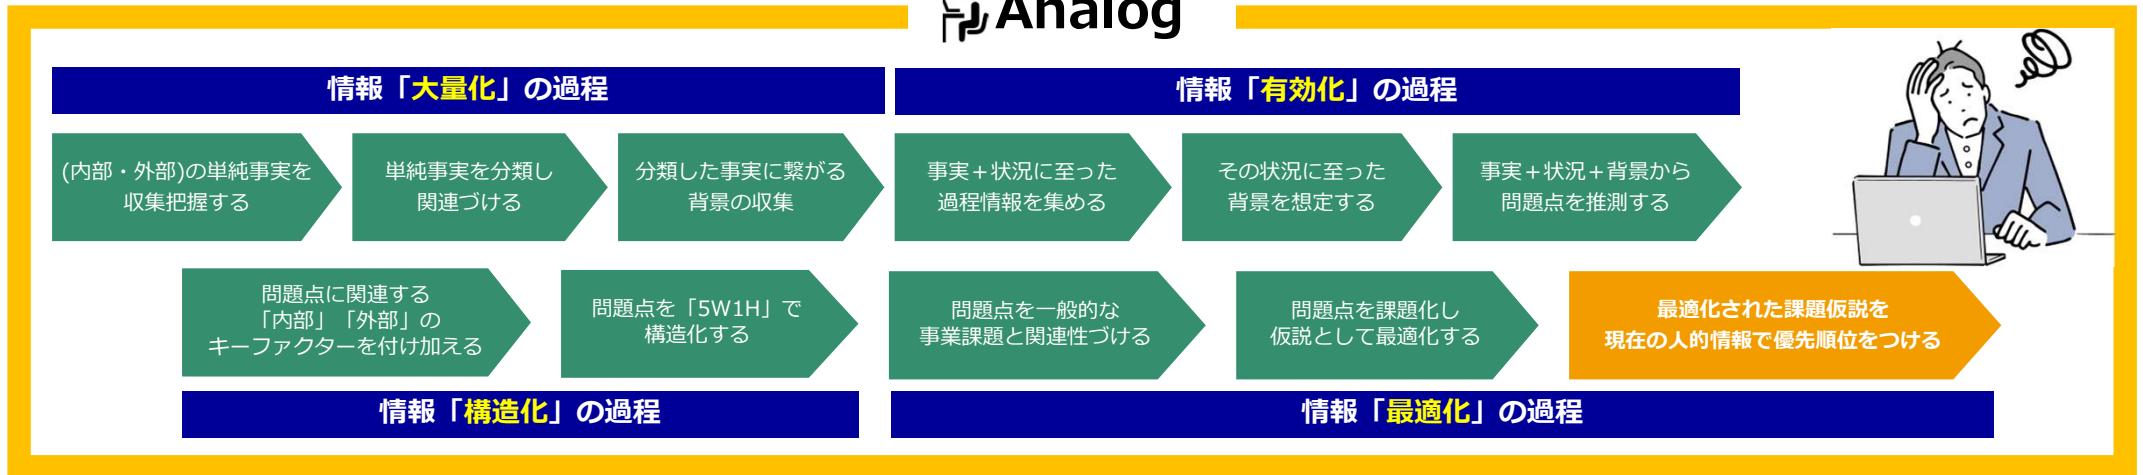 Analog
情報「大量化」の過程
情報「有効化」の過程
(内部・外部)の単純事実を
収集把握する
単純事実を分類し
関連づける
分類した事実に繋がる
背景の収集
事実＋状況に至った
過程情報を集める
その状況に至った
背景を想定する
事実＋状況＋背景から
問題点を推測する
問題点に関連する
「内部」「外部」の
キーファクターを付け加える
問題点を「5W1H」で
構造化する
問題点を一般的な
事業課題と関連性づける
問題点を課題化し
仮説として最適化する
最適化された課題仮説を
現在の人的情報で優先順位をつける
情報「構造化」の過程
情報「最適化」の過程